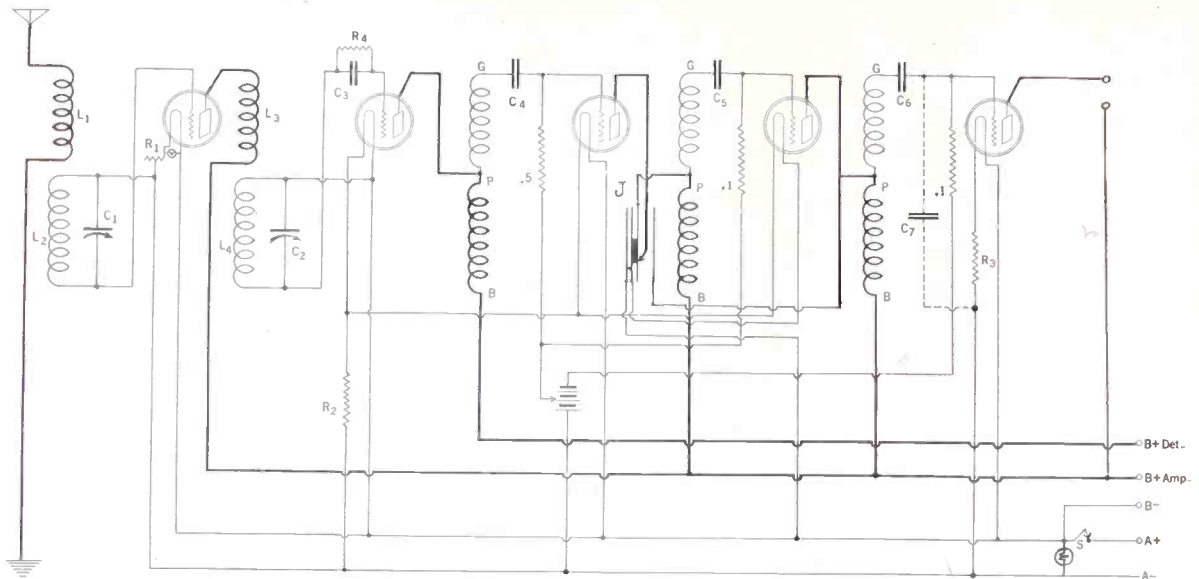 R4
G
G
G
C3
C4
C5
C6
L1
L3
R1
.5
.1
P
J
P
P
.1
C1
L2
L4
C2
C7
R3
B
B
B
R2
B+ Det.
B+ Amp.
B-
S
A+
A-